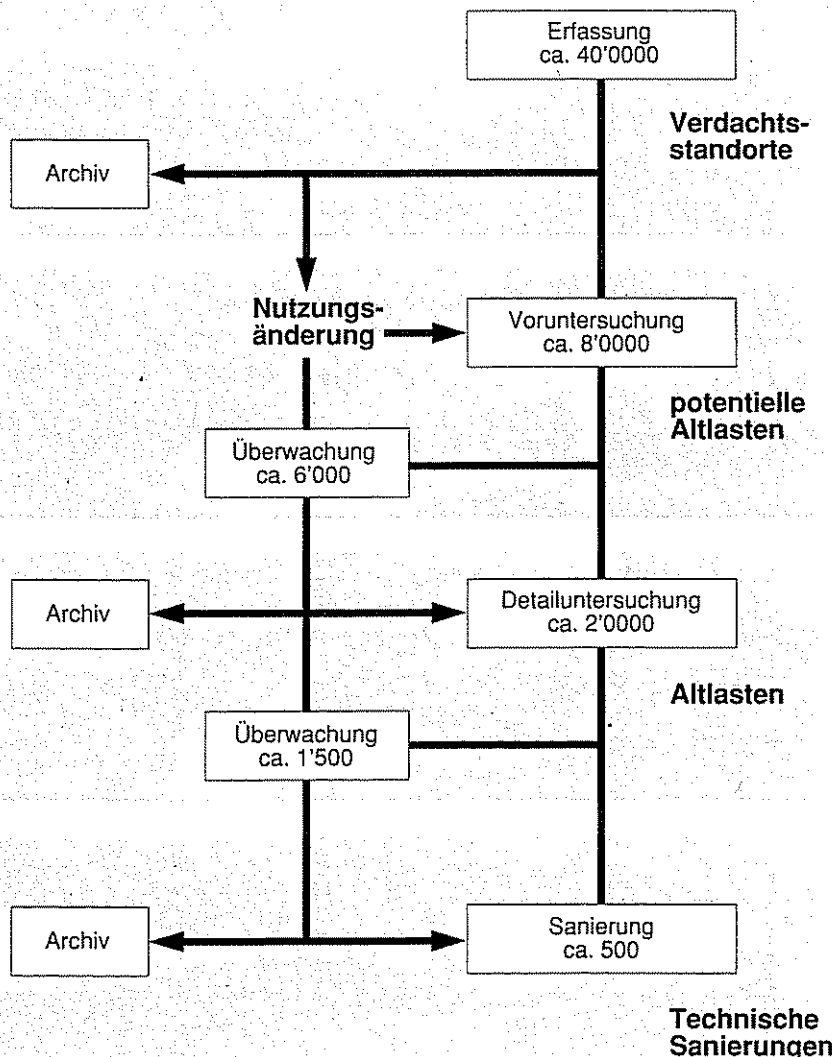 Erfassung
ca. 40'0000
Verdachts-
standorte
Archiv
Nutzungs-
änderung
Voruntersuchung
ca. 8'0000
potentielle
Altlasten
Überwachung
ca. 6'000
Archiv
Detailuntersuchung
ca. 2'0000
Altlasten
Überwachung
ca. 1'500
Archiv
Sanierung
ca. 500
Technische
Sanierungen